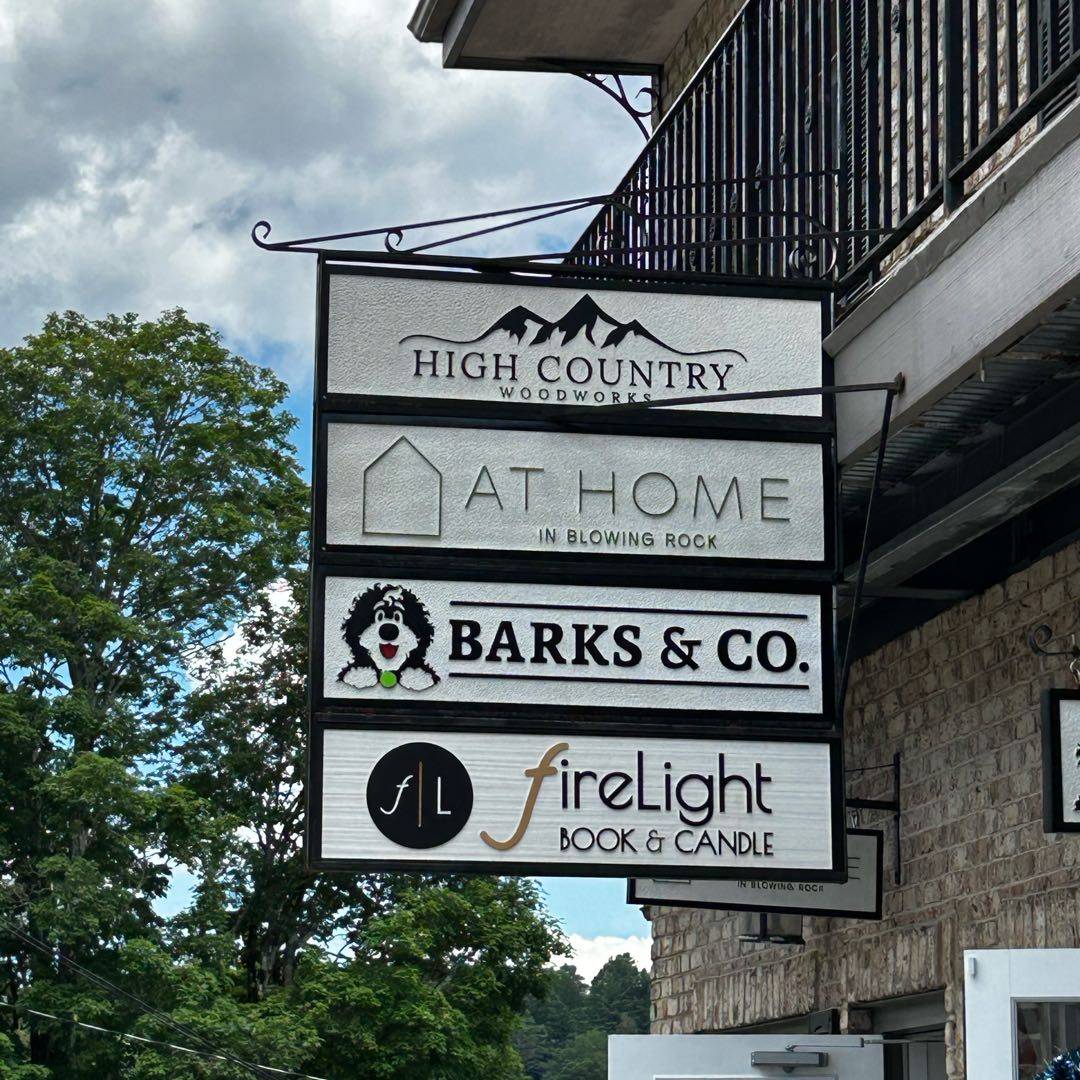 HIGH COUNTRY
WOODWORKS
AT HOME
IN BLOWING ROCK
BARKS & CO.
f|L
fireLight
BOOK & CANDLE
IN BLOWING ROCK